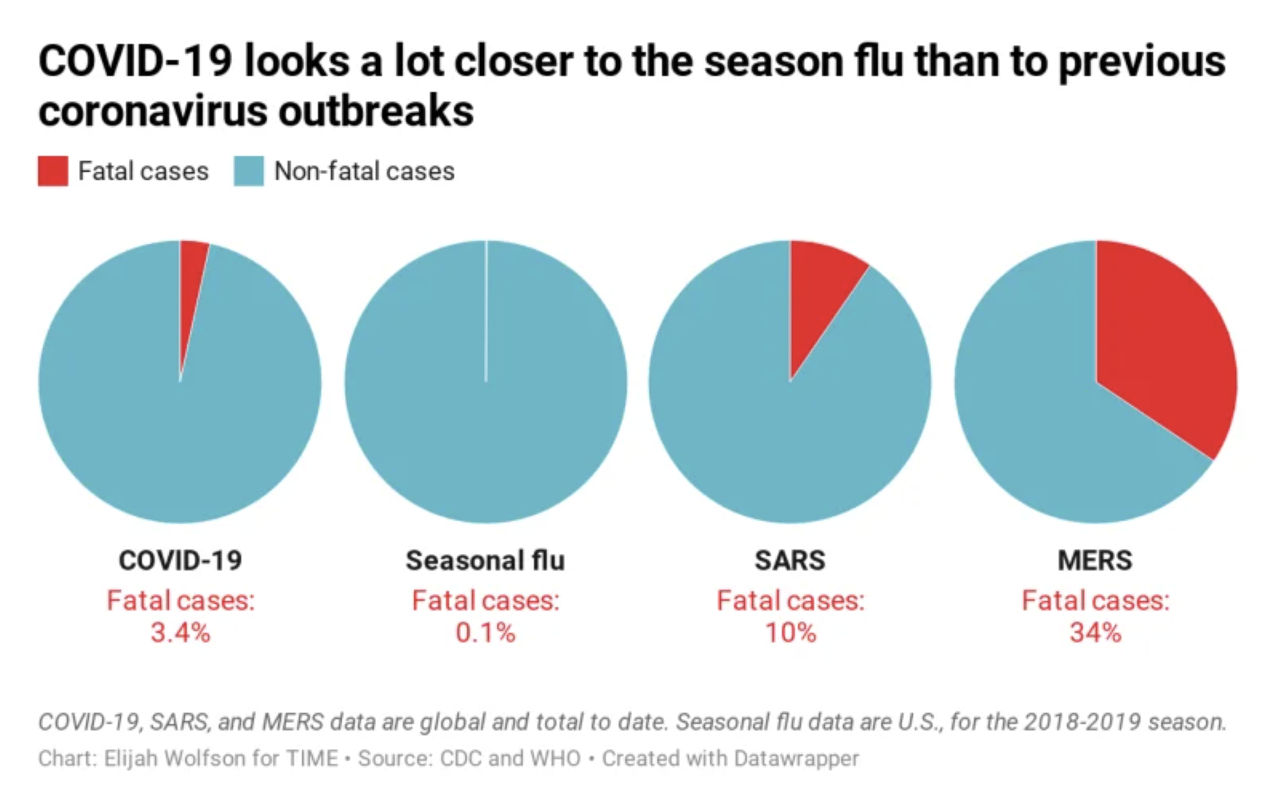 COVID-19 looks a lot closer to the season flu than to previous
coronavirus outbreaks
Fatal cases Non-fatal cases
COVID-19 Seasonal flu SARS MERS
Fatal cases: Fatal cases: Fatal cases: Fatal cases:
3.4% 0.1% 10% 34%
COVID-19, SARS, and MERS data are global and total to date. Seasonal flu data are U.S., for the 2018-2019 season.
Chart: Elijah Wolfson for TIME • Source: CDC and WHO • Created with Datawrapper